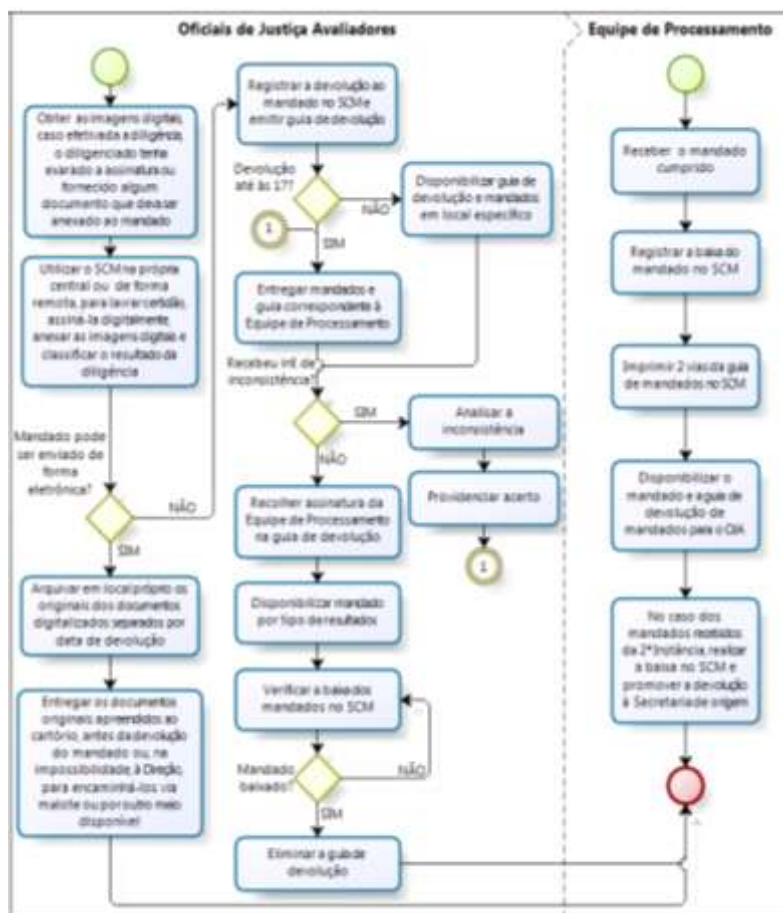 Oficiais de Justiça Avaliadores
Obter as imagens digitais,
caso efetivada a diligência,
o diligenciado tenha
exarado a assinatura ou
fornecido algum
documento que deva ser
anexado ao mandado
Utilizar o SCM na própria
central ou de forma
remota, para lavrar certidão,
assiná-la digitalmente,
anexar as imagens digitais e
classificar o resultado da
diligência
Mandado pode
ser enviado de
forma
eletrônica?
NÃO
SIM
Arquivar em local próprio os
originais dos documentos
digitalizados separados por
data de devolução
Entregar os documentos
originais apreendidos ao
cartório, antes da devolução
do mandado ou, na
impossibilidade, à Direção,
para encaminhá-los via
malote ou por outro meio
disponível
Registrar a devolução ao
mandado no SCM e
emitir guia de devolução
Devolução
até às 17?
NÃO
Disponibilizar guia de
devolução e mandados
em local específico
1
SIM
Entregar mandados e
guia correspondente à
Equipe de Processamento
Recebeu inf. de
inconsistência?
SIM
Analisar a
inconsistência
NÃO
Providenciar acerto
1
Recolher assinatura da
Equipe de Processamento
na guia de devolução
Disponibilizar mandado
por tipo de resultados
Verificar a baixa dos
mandados no SCM
Mandado
baixado?
NÃO
SIM
Eliminar a guia de
devolução
Equipe de Processamento
Receber o mandado
cumprido
Registrar a baixa do
mandado no SCM
Imprimir 2 vias da guia
de mandados no SCM
Disponibilizar o
mandado e a guia de
devolução de
mandados para o OJA
No caso dos
mandados recebidos
da 2ª Instância, realizar
a baixa no SCM e
promover a devolução
à Secretaria de origem